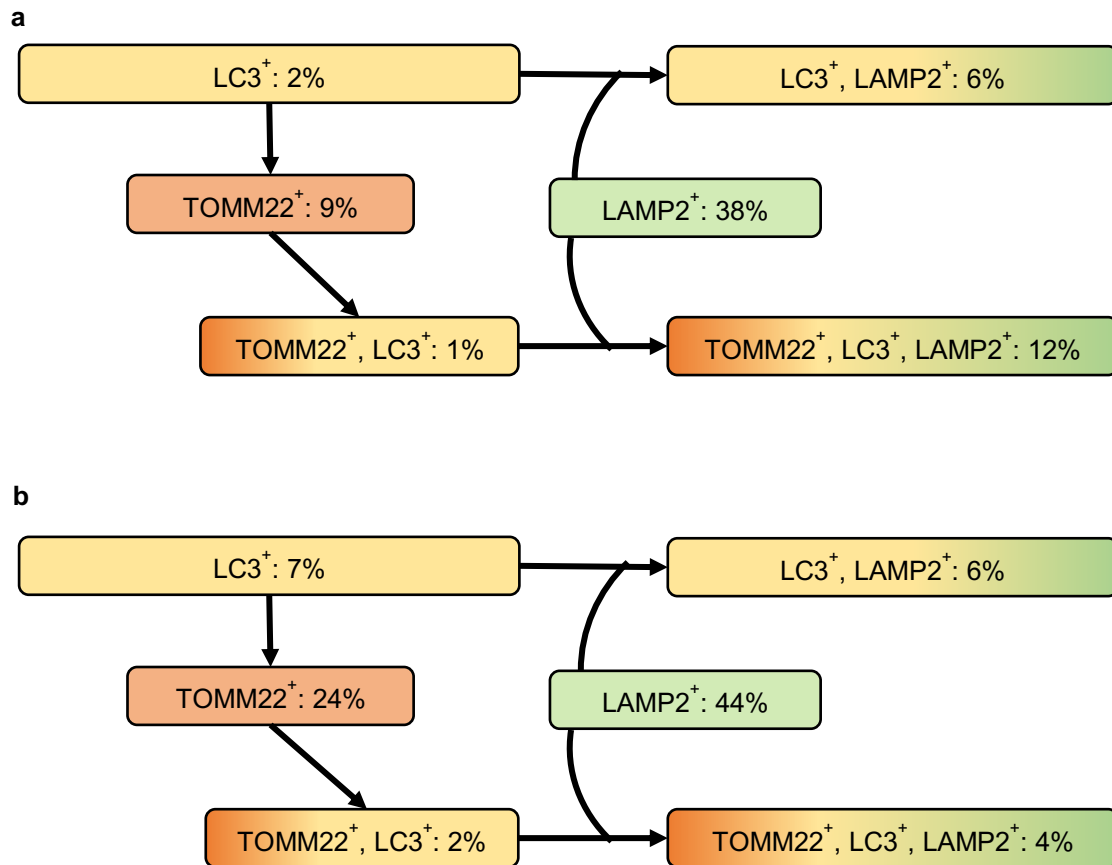 a
LC3⁺: 2%
LC3⁺, LAMP2⁺: 6%
TOMM22⁺: 9%
LAMP2⁺: 38%
TOMM22⁺, LC3⁺: 1%
TOMM22⁺, LC3⁺, LAMP2⁺: 12%
b
LC3⁺: 7%
LC3⁺, LAMP2⁺: 6%
TOMM22⁺: 24%
LAMP2⁺: 44%
TOMM22⁺, LC3⁺: 2%
TOMM22⁺, LC3⁺, LAMP2⁺: 4%